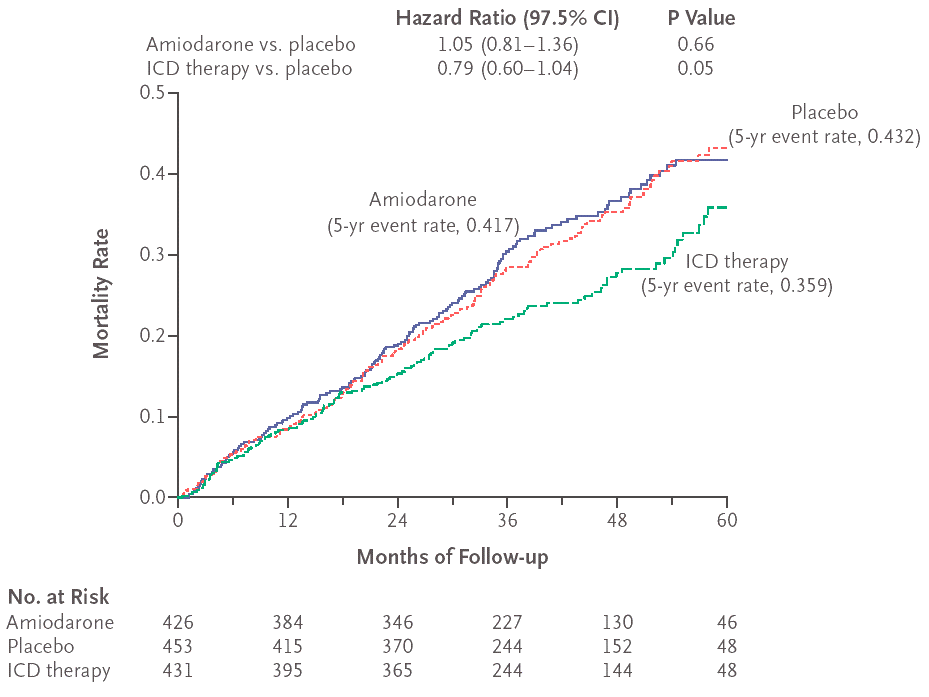 Hazard Ratio (97.5% CI) P Value
Amiodarone vs. placebo 1.05 (0.81–1.36) 0.66
ICD therapy vs. placebo 0.79 (0.60–1.04) 0.05
0.5
Placebo
(5-yr event rate, 0.432)
0.4
Amiodarone
(5-yr event rate, 0.417)
0.3
ICD therapy
(5-yr event rate, 0.359)
Mortality Rate
0.2
0.1
0.0
0 12 24 36 48 60
Months of Follow-up
No. at Risk
Amiodarone 426 384 346 227 130 46
Placebo 453 415 370 244 152 48
ICD therapy 431 395 365 244 144 48